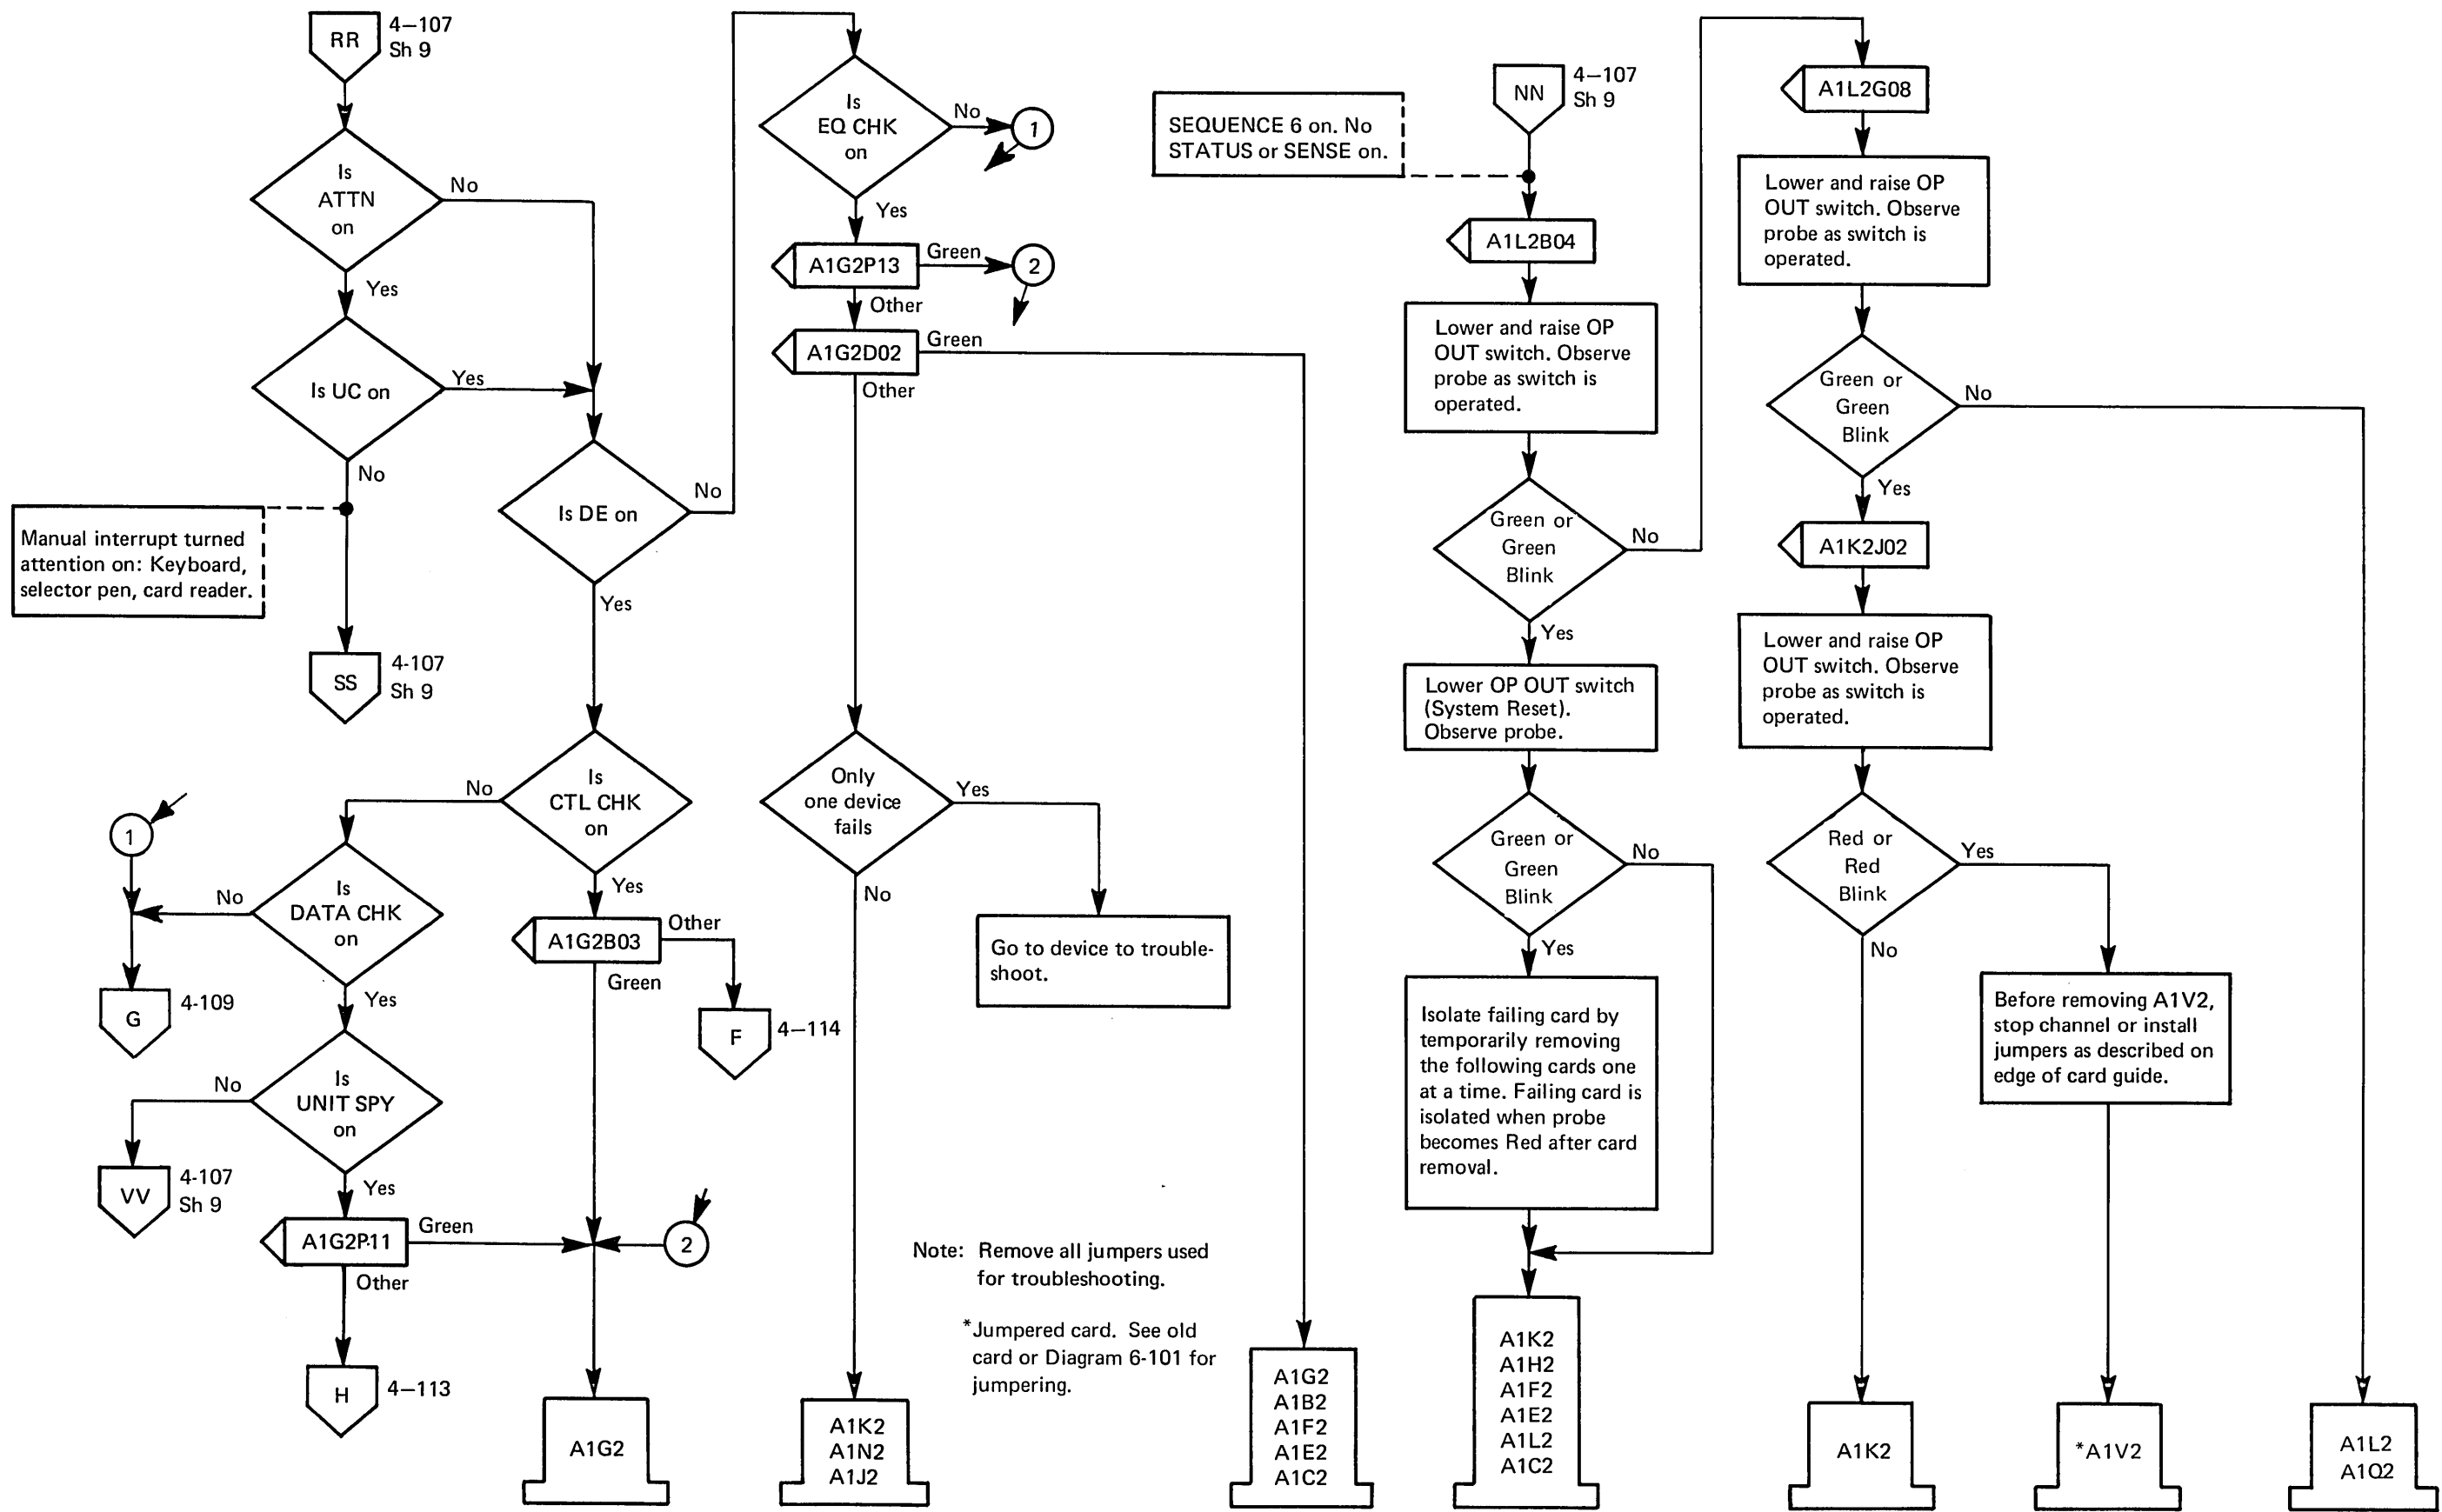 RR
4–107
Sh 9
Is
ATTN
on
No
Yes
Is UC on
Yes
No
Manual interrupt turned
attention on: Keyboard,
selector pen, card reader.
SS
4-107
Sh 9
Is DE on
No
Yes
Is
CTL CHK
on
No
Yes
1
Is
DATA CHK
on
No
Yes
G
4-109
Is
UNIT SPY
on
No
Yes
VV
4-107
Sh 9
A1G2P11
Green
Other
H
4–113
A1G2B03
Other
Green
F
4–114
2
A1G2
Is
EQ CHK
on
No
1
Yes
A1G2P13
Green
2
Other
A1G2D02
Green
Other
Only
one device
fails
Yes
No
Go to device to trouble-
shoot.
Note: Remove all jumpers used
for troubleshooting.
*Jumpered card. See old
card or Diagram 6-101 for
jumpering.
A1K2
A1N2
A1J2
A1G2
A1B2
A1F2
A1E2
A1C2
NN
4–107
Sh 9
SEQUENCE 6 on. No
STATUS or SENSE on.
A1L2B04
Lower and raise OP
OUT switch. Observe
probe as switch is
operated.
Green or
Green
Blink
No
Yes
Lower OP OUT switch
(System Reset).
Observe probe.
Green or
Green
Blink
No
Yes
Isolate failing card by
temporarily removing
the following cards one
at a time. Failing card is
isolated when probe
becomes Red after card
removal.
A1K2
A1H2
A1F2
A1E2
A1L2
A1C2
A1L2G08
Lower and raise OP
OUT switch. Observe
probe as switch is
operated.
Green or
Green
Blink
No
Yes
A1K2J02
Lower and raise OP
OUT switch. Observe
probe as switch is
operated.
Red or
Red
Blink
Yes
No
Before removing A1V2,
stop channel or install
jumpers as described on
edge of card guide.
A1K2
*A1V2
A1L2
A1Q2